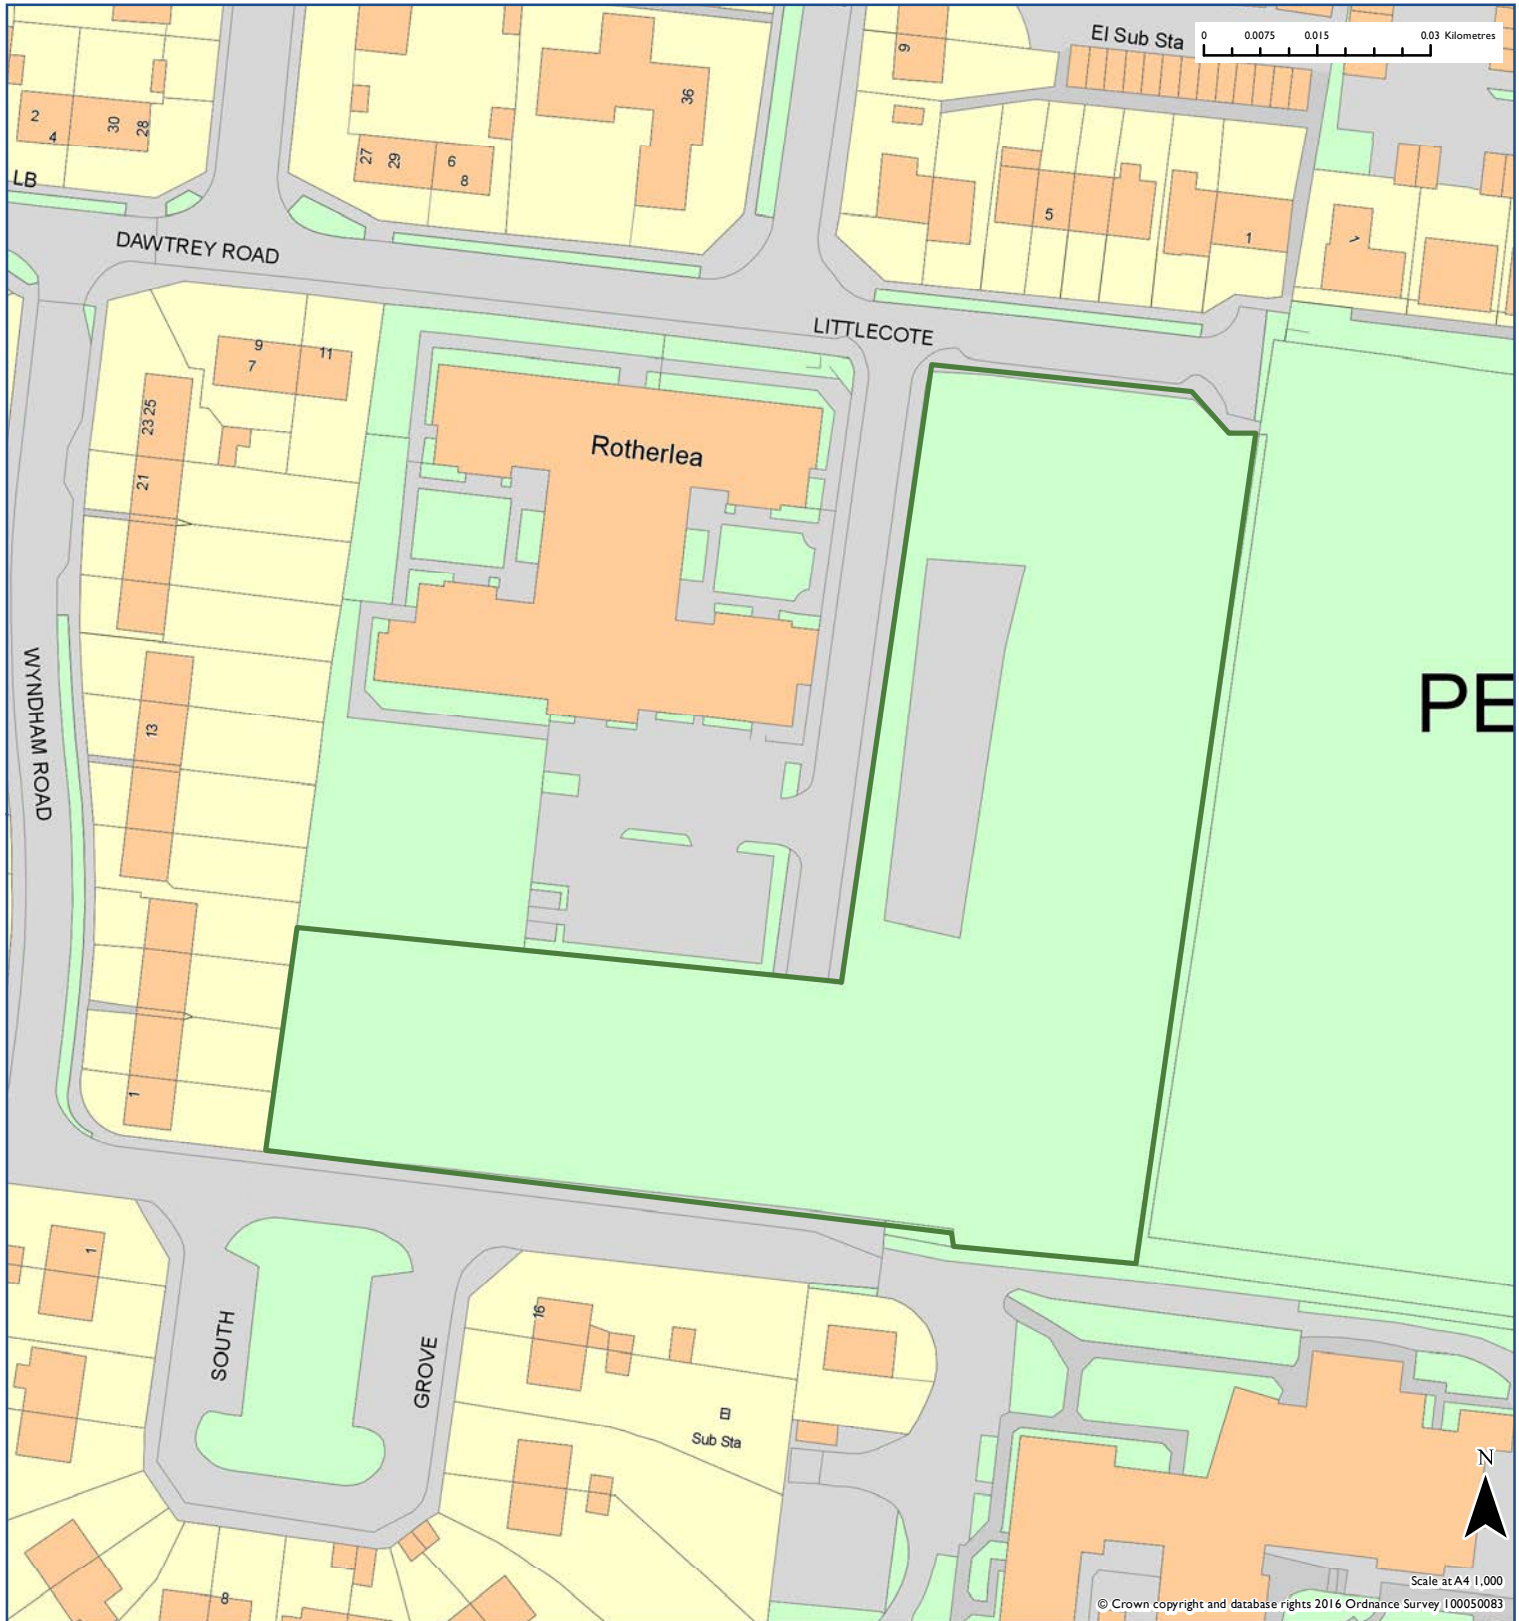 El Sub Sta
0 0.0075 0.015 0.03 Kilometres
9
36
2
4
30
28
27
29
6
8
5
1
1
LB
DAWTREY ROAD
LITTLECOTE
9
7
11
23 25
21
Rotherlea
WYNDHAM ROAD
13
PE
1
1
SOUTH
GROVE
16
El
Sub Sta
8
N
Scale at A4 1,000
© Crown copyright and database rights 2016 Ordnance Survey 100050083